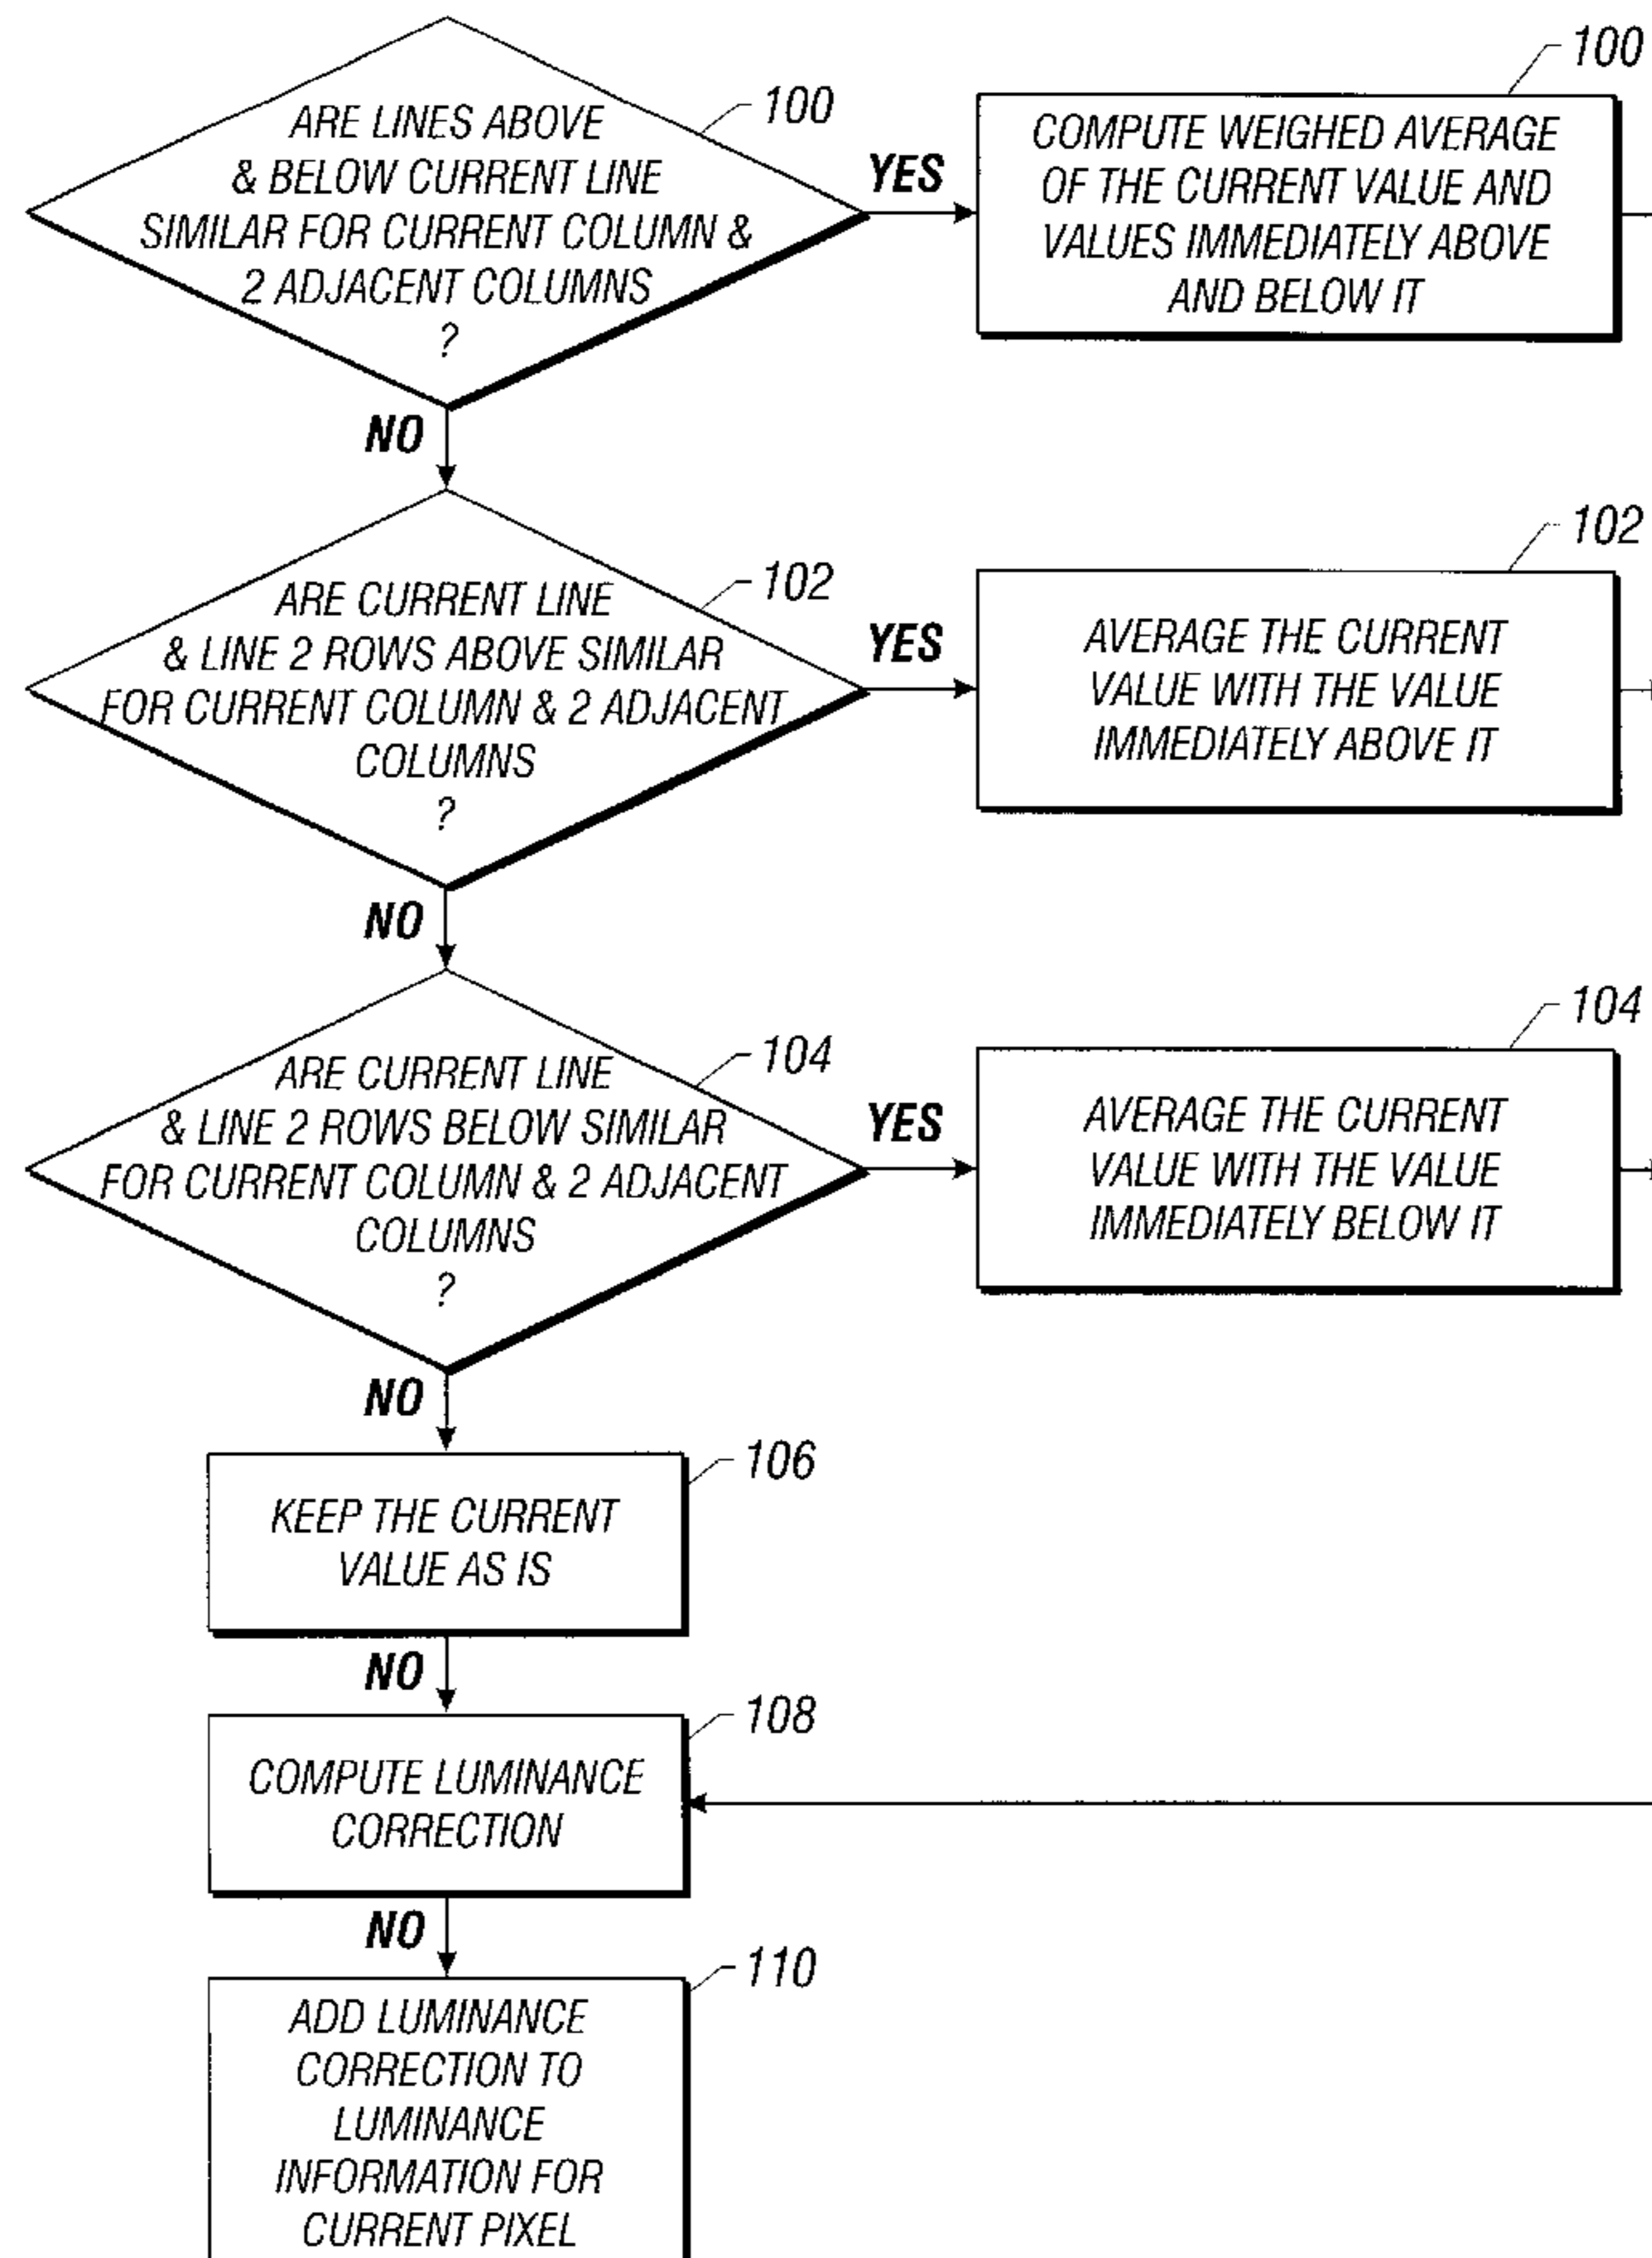 100
ARE LINES ABOVE
& BELOW CURRENT LINE
SIMILAR FOR CURRENT COLUMN &
2 ADJACENT COLUMNS
?
YES
100
COMPUTE WEIGHED AVERAGE
OF THE CURRENT VALUE AND
VALUES IMMEDIATELY ABOVE
AND BELOW IT
NO
102
ARE CURRENT LINE
& LINE 2 ROWS ABOVE SIMILAR
FOR CURRENT COLUMN & 2 ADJACENT
COLUMNS
?
YES
102
AVERAGE THE CURRENT
VALUE WITH THE VALUE
IMMEDIATELY ABOVE IT
NO
104
ARE CURRENT LINE
& LINE 2 ROWS BELOW SIMILAR
FOR CURRENT COLUMN & 2 ADJACENT
COLUMNS
?
YES
104
AVERAGE THE CURRENT
VALUE WITH THE VALUE
IMMEDIATELY BELOW IT
NO
106
KEEP THE CURRENT
VALUE AS IS
NO
108
COMPUTE LUMINANCE
CORRECTION
NO
110
ADD LUMINANCE
CORRECTION TO
LUMINANCE
INFORMATION FOR
CURRENT PIXEL